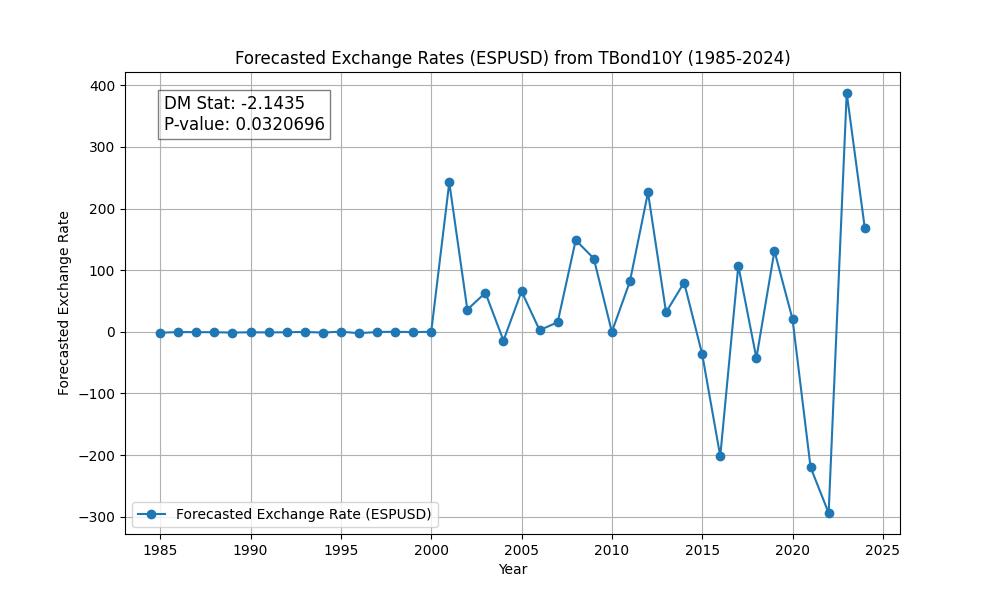 Forecasted Exchange Rates (ESPUSD) from TBond10Y (1985-2024)
DM Stat: -2.1435
P-value: 0.0320696
Forecasted Exchange Rate
400
300
200
100
0
−100
−200
−300
Forecasted Exchange Rate (ESPUSD)
1985 1990 1995 2000 2005 2010 2015 2020 2025
Year